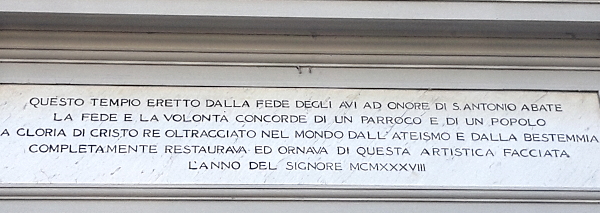 QUESTO TEMPIO ERETTO DALLA FEDE DEGLI AVI AD ONORE DI S. ANTONIO ABATE
LA FEDE E LA VOLONTÀ CONCORDE DI UN PARROCO E DI UN POPOLO
A GLORIA DI CRISTO RE OLTRAGGIATO NEL MONDO DALL'ATEISMO E DALLA BESTEMMIA
COMPLETAMENTE RESTAURAVA ED ORNAVA DI QUESTA ARTISTICA FACCIATA
L'ANNO DEL SIGNORE MCMXXXVIII